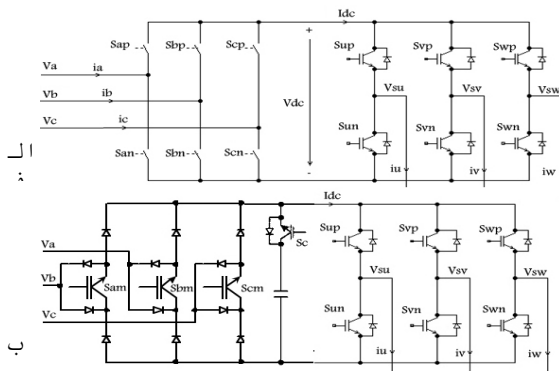 Idc
Sap Sbp Scp
+
Sup Svp Swp
Va ia
Vb ib
Vc ic
Vdc
Vsu Vsv Vsw
San Sbn Scn
Sun Svn Swn
-
iu iv iw
الـ
Idc
Sc
Sup Svp Swp
Va
Vb
Vc
Sam Sbm Scm
Vsu Vsv Vsw
Sun Svn Swn
ب
iu iv iw